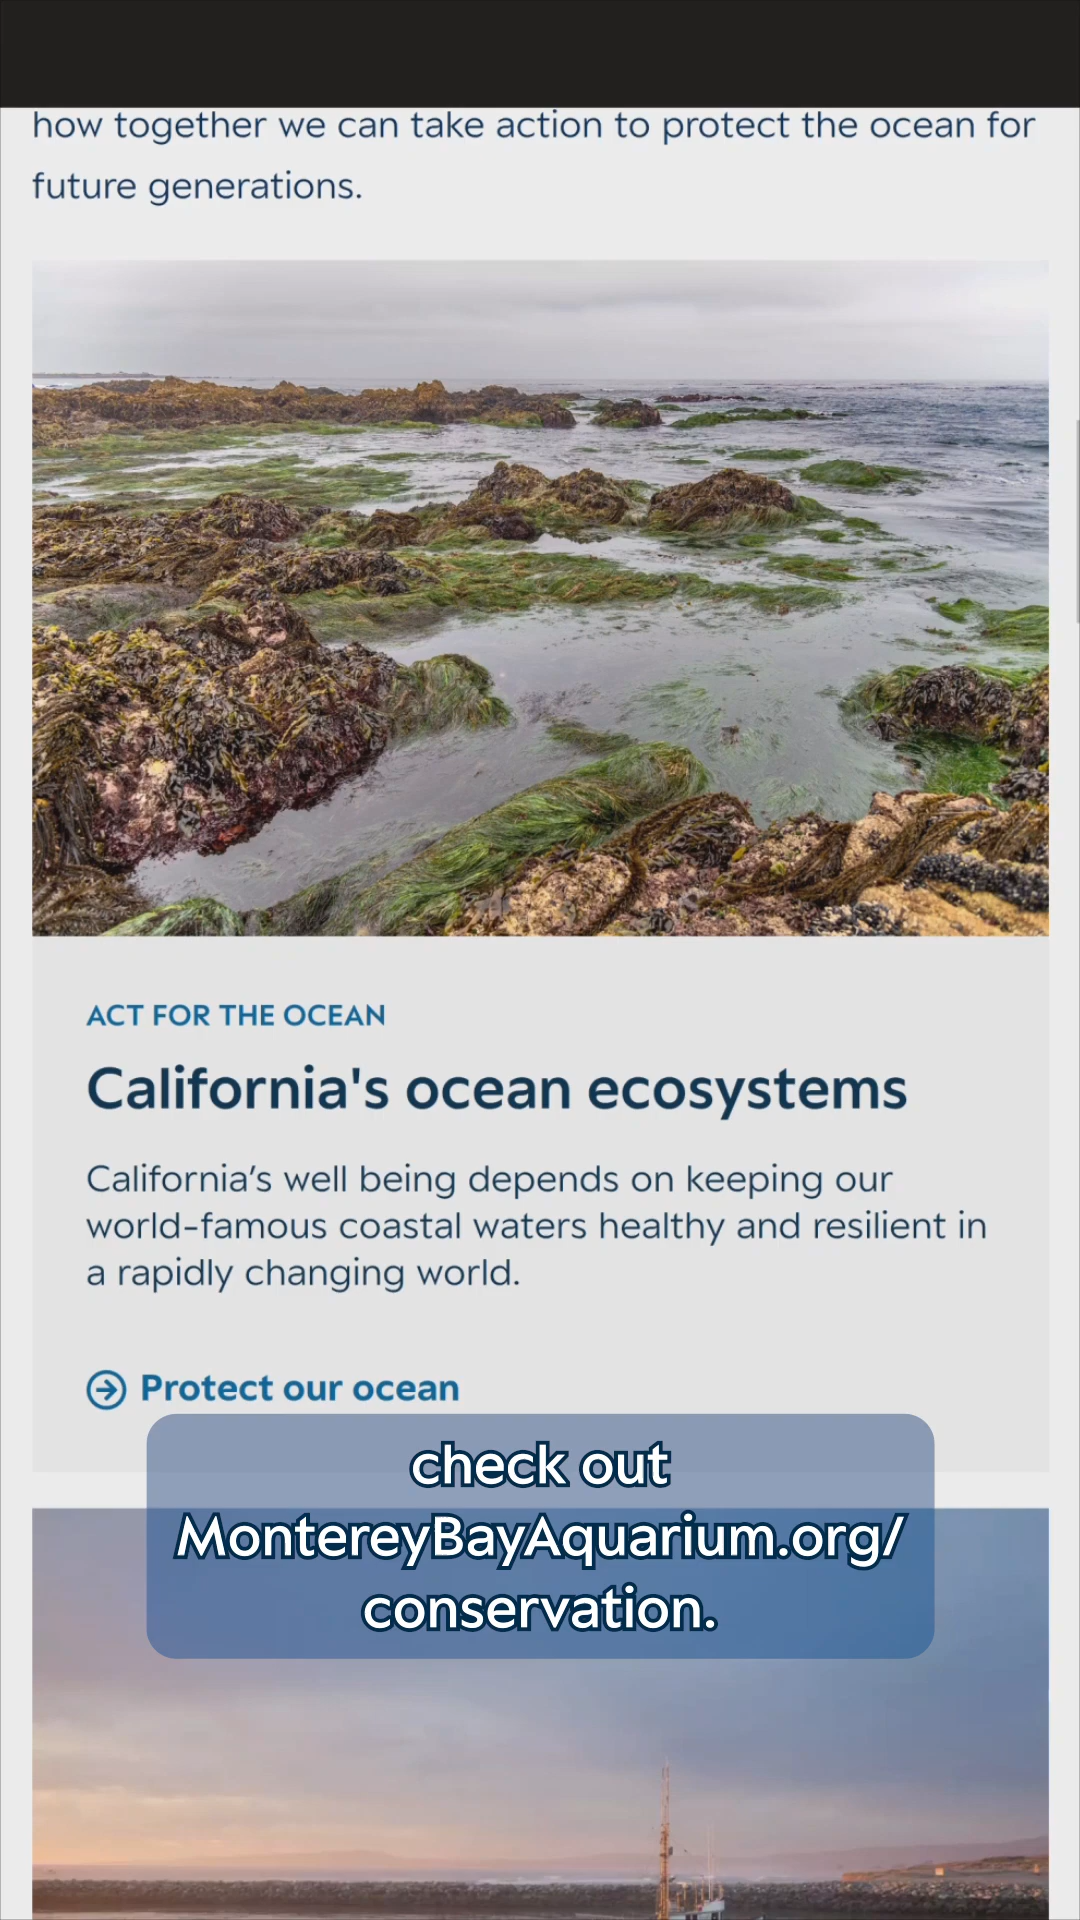 how together we can take action to protect the ocean for
future generations.
ACT FOR THE OCEAN
California's ocean ecosystems
California’s well being depends on keeping our
world-famous coastal waters healthy and resilient in
a rapidly changing world.
Protect our ocean
check out
MontereyBayAquarium.org/
conservation.